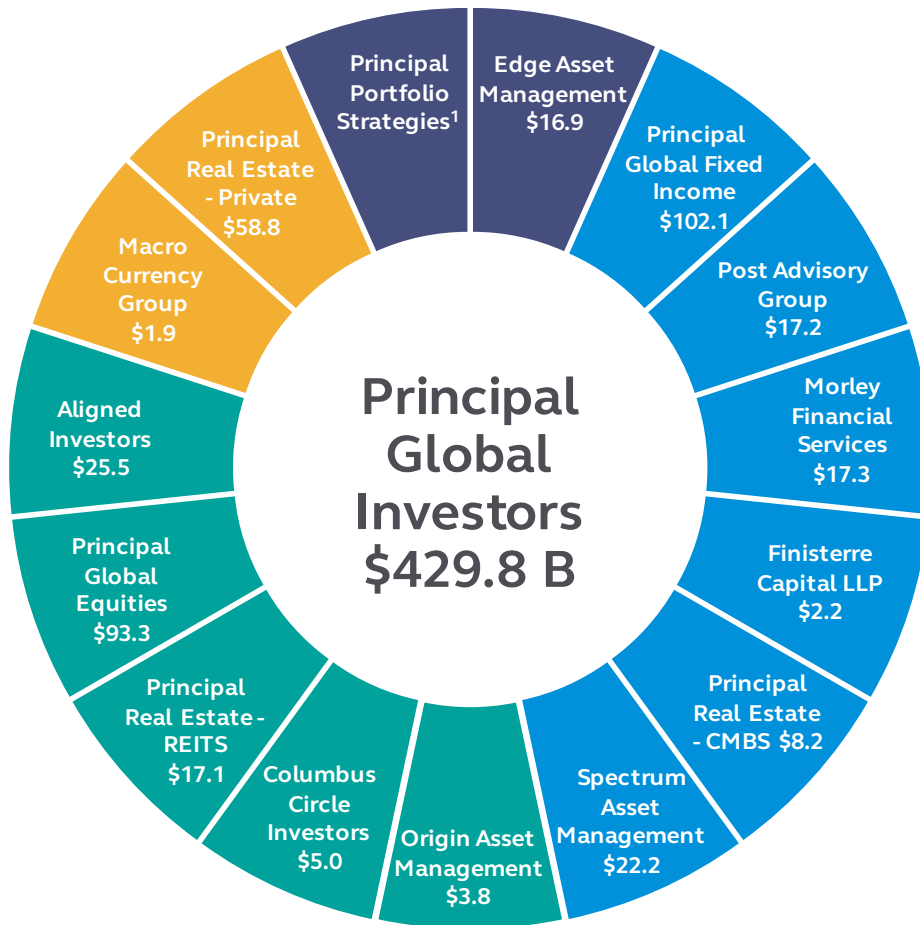 Principal
Portfolio
Strategies1
Edge Asset
Management
$16.9
Principal
Global Fixed
Income
$102.1
Post Advisory
Group
$17.2
Morley
Financial
Services
$17.3
Finisterre
Capital LLP
$2.2
Principal
Real Estate
- CMBS $8.2
Spectrum
Asset
Management
$22.2
Origin Asset
Management
$3.8
Columbus
Circle
Investors
$5.0
Principal
Real Estate -
REITS
$17.1
Principal
Global
Equities
$93.3
Aligned
Investors
$25.5
Macro
Currency
Group
$1.9
Principal
Real Estate
- Private
$58.8
Principal
Global
Investors
$429.8 B